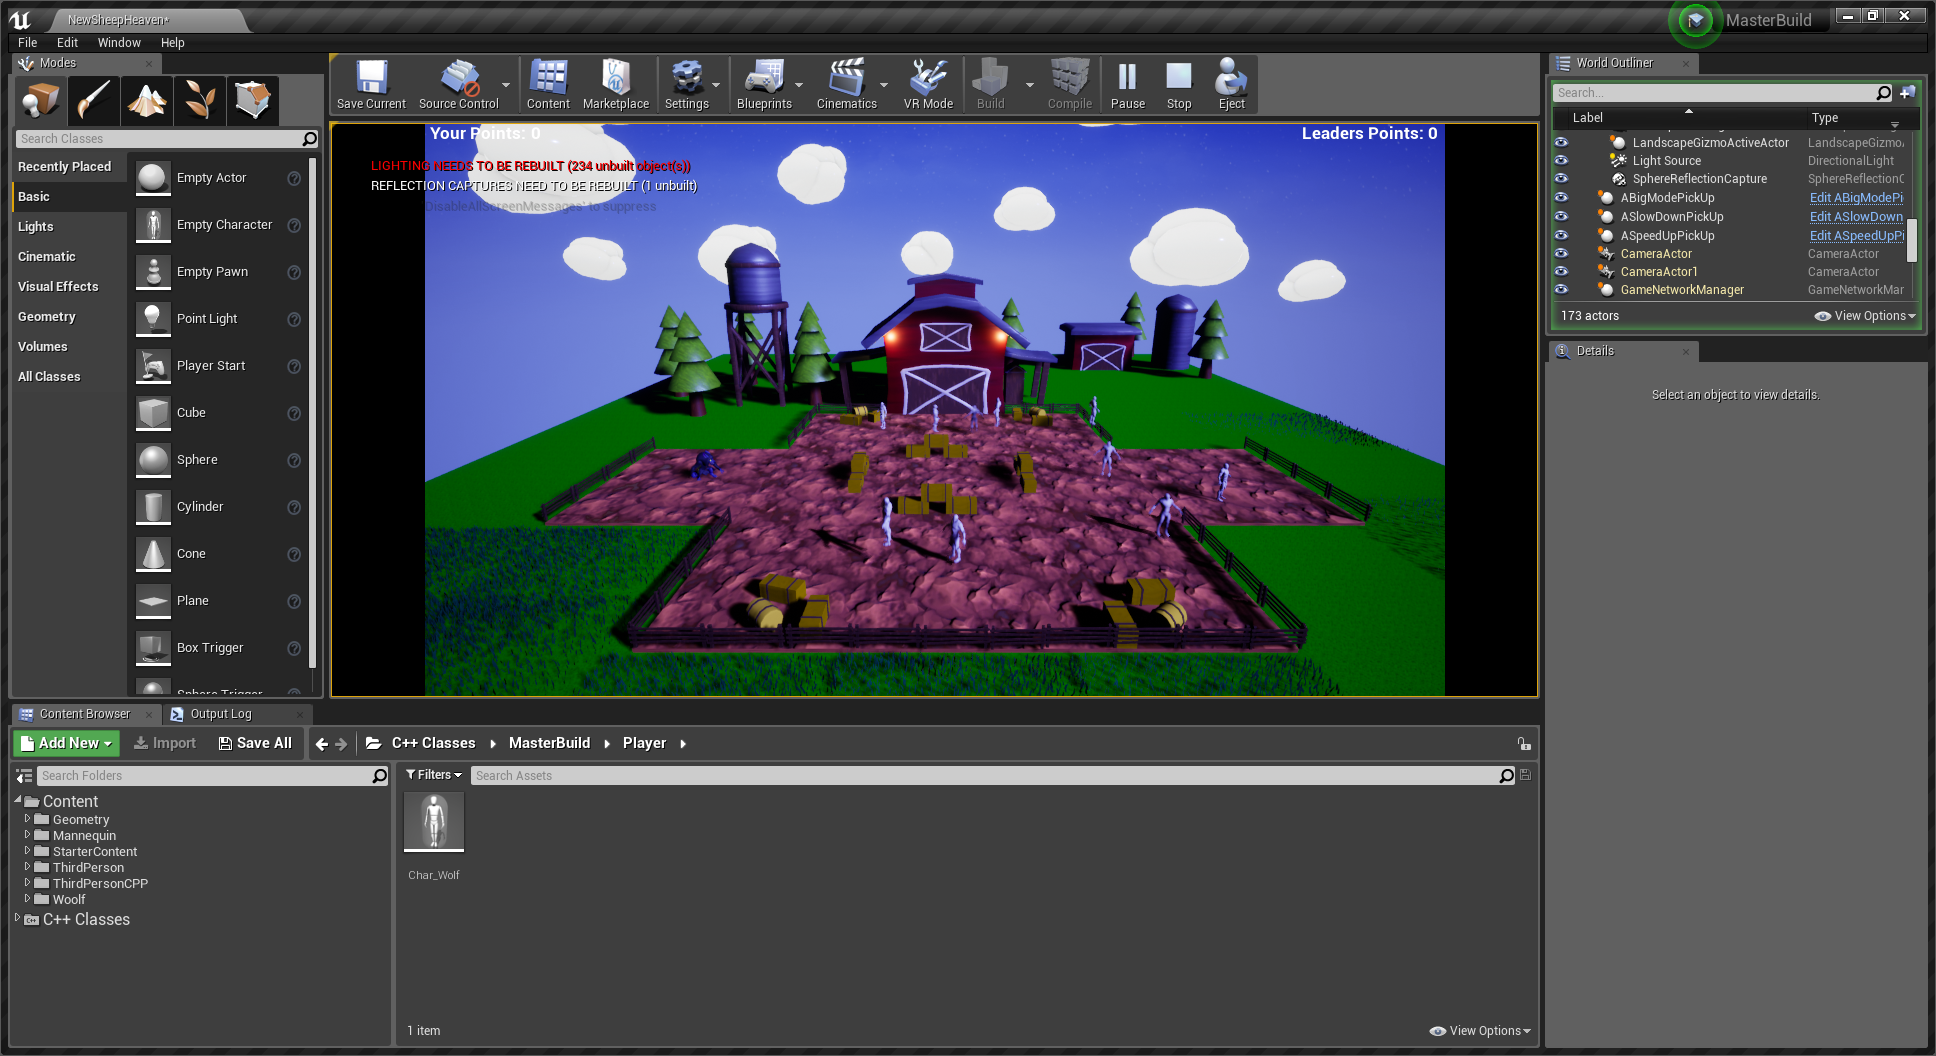 NewSheepHeaven*
MasterBuild
File Edit Window Help
Modes
Search Classes
Recently Placed
Basic
Lights
Cinematic
Visual Effects
Geometry
Volumes
All Classes
Empty Actor
Empty Character
Empty Pawn
Point Light
Player Start
Cube
Sphere
Cylinder
Cone
Plane
Box Trigger
Sphere Trigger
Save Current
Source Control
Content
Marketplace
Settings
Blueprints
Cinematics
VR Mode
Build
Compile
Pause
Stop
Eject
Your Points: 0
Leaders Points: 0
LIGHTING NEEDS TO BE REBUILT (234 unbuilt object(s))
REFLECTION CAPTURES NEED TO BE REBUILT (1 unbuilt)
DisableAllScreenMessages' to suppress
World Outliner
Search...
Label Type
LandscapeGizmoActiveActor LandscapeGizmo
Light Source DirectionalLight
SphereReflectionCapture SphereReflectionC
ABigModePickUp Edit ABigModePi
ASlowDownPickUp Edit ASlowDown
ASpeedUpPickUp Edit ASpeedUpPi
CameraActor CameraActor
CameraActor1 CameraActor
GameNetworkManager GameNetworkMar
173 actors
View Options
Details
Select an object to view details.
Content Browser
Output Log
Add New
Import
Save All
C++ Classes
MasterBuild
Player
Search Folders
Content
Geometry
Mannequin
StarterContent
ThirdPerson
ThirdPersonCPP
Woolf
C++ Classes
Filters
Search Assets
Char_Wolf
1 item
View Options